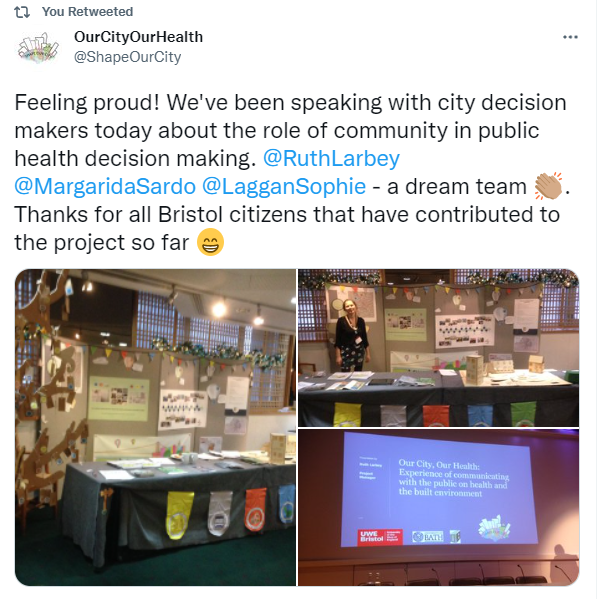 You Retweeted
OurCityOurHealth
@ShapeOurCity
Feeling proud! We've been speaking with city decision
makers today about the role of community in public
health decision making. @RuthLarbey
@MargaridaSardo @LagganSophie - a dream team 👏🏽.
Thanks for all Bristol citizens that have contributed to
the project so far 😁
Our City, Our Health:
Experience of communicating
with the public on health and
the built environment
UWE
Bristol
BATH